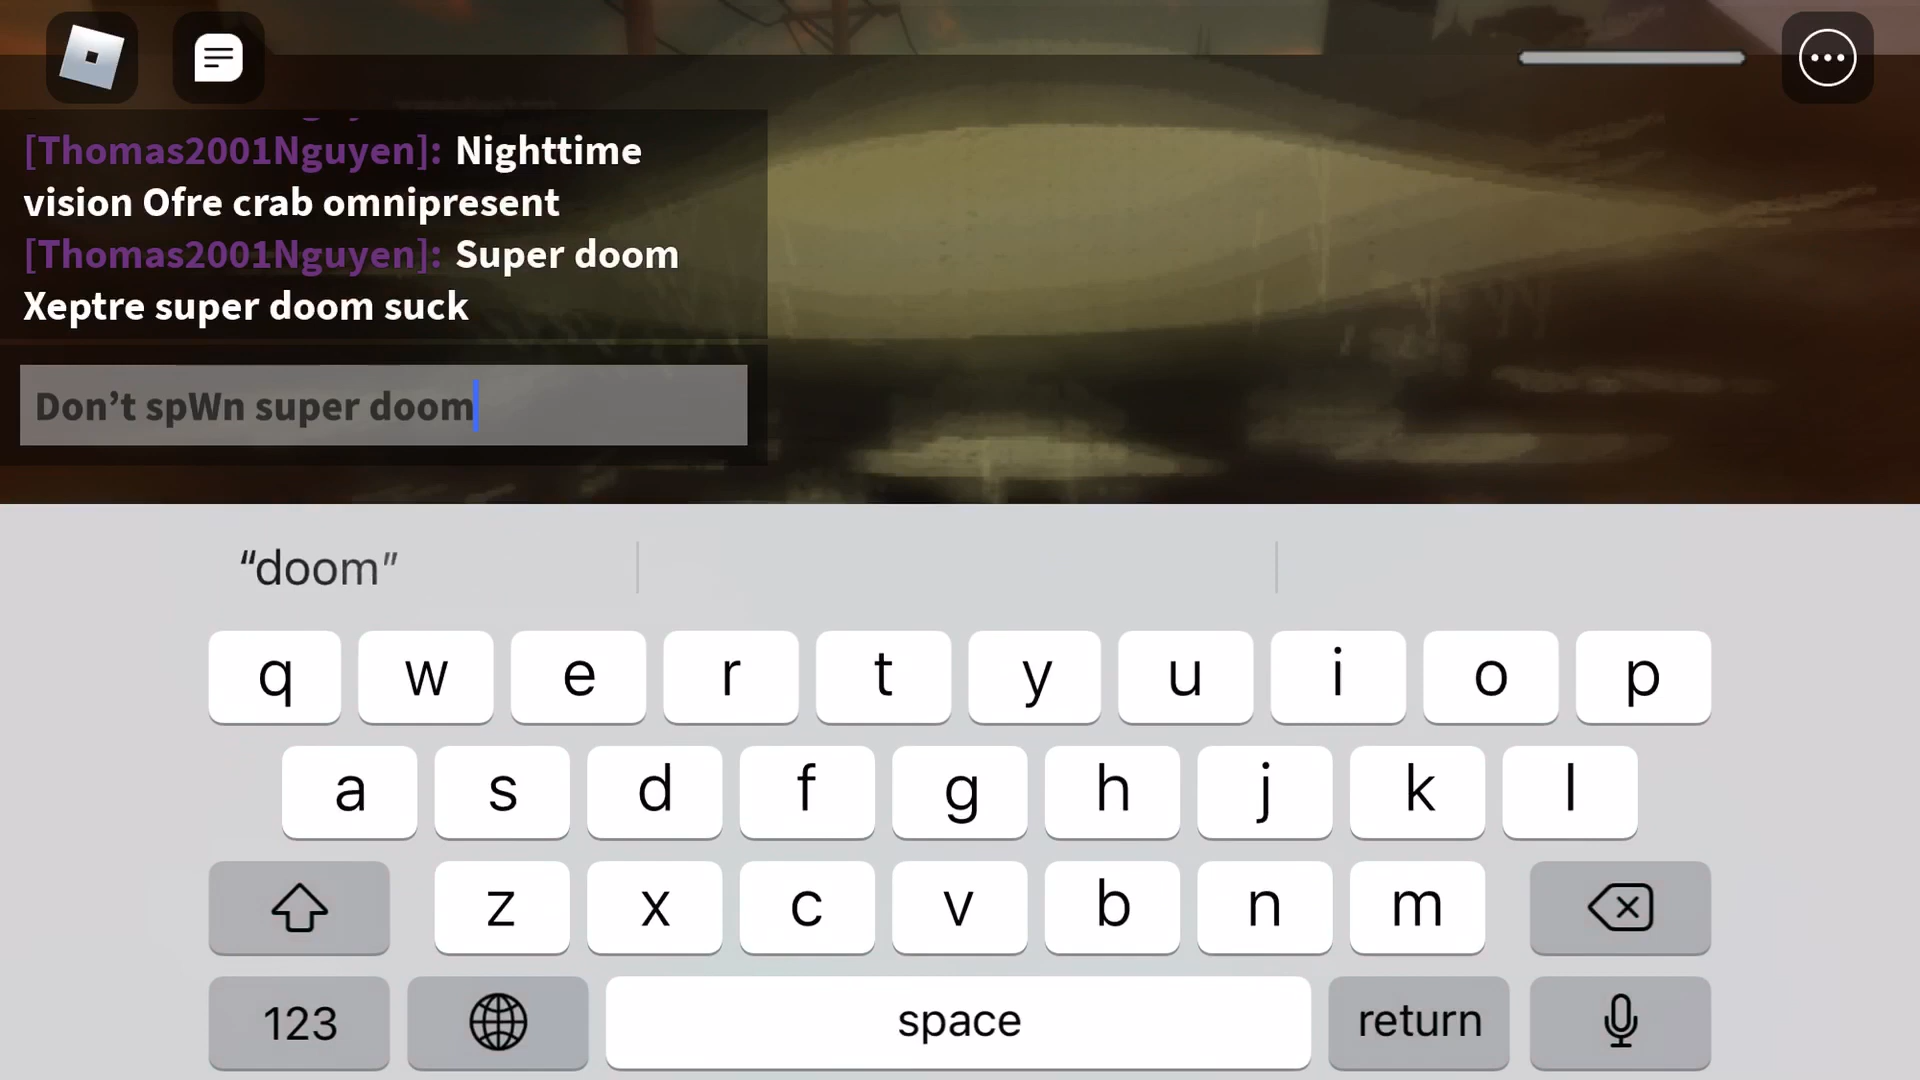 [Thomas2001Nguyen]: Nighttime
vision Ofre crab omnipresent
[Thomas2001Nguyen]: Super doom
Xeptre super doom suck
Don’t spWn super doom
“doom”
q w e r t y u i o p
a s d f g h j k l
z x c v b n m
123 space return